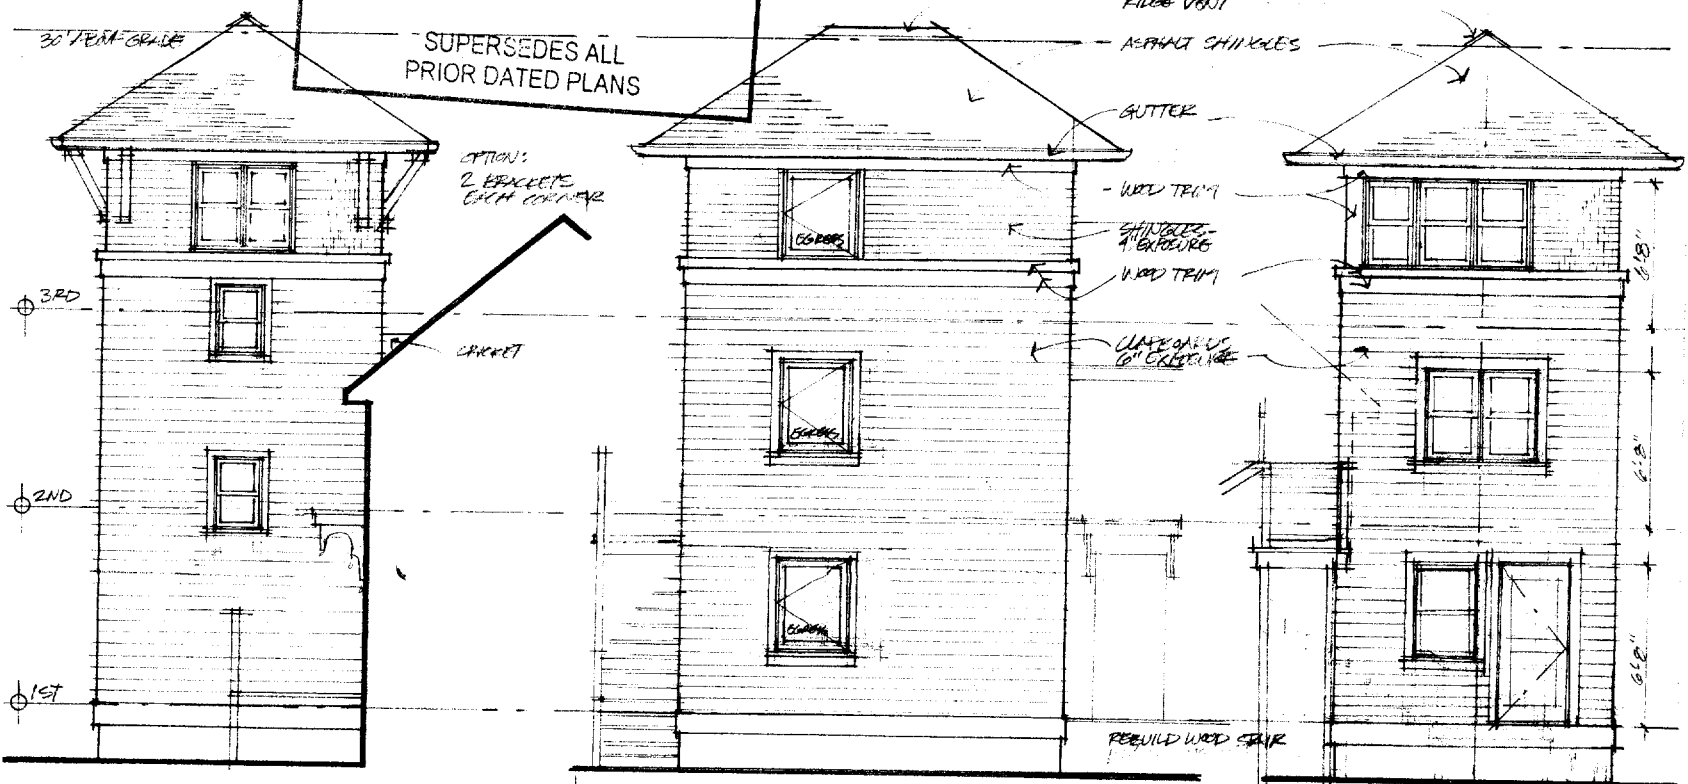 RIDGE VENT
30' ABOVE GRADE
SUPERSEDES ALL
PRIOR DATED PLANS
ASPHALT SHINGLES
GUTTER
OPTION:
2 BRACKETS
EACH CORNER
WOOD TRIM
SHINGLES-
4" EXPOSURE
WOOD TRIM
EGRESS
3RD
CRICKET
CLAPBOARDS
6" EXPOSURE
EGRESS
2ND
EGRESS
1ST
REBUILD WOOD STAIR
6'8"
6'8"
6'8"